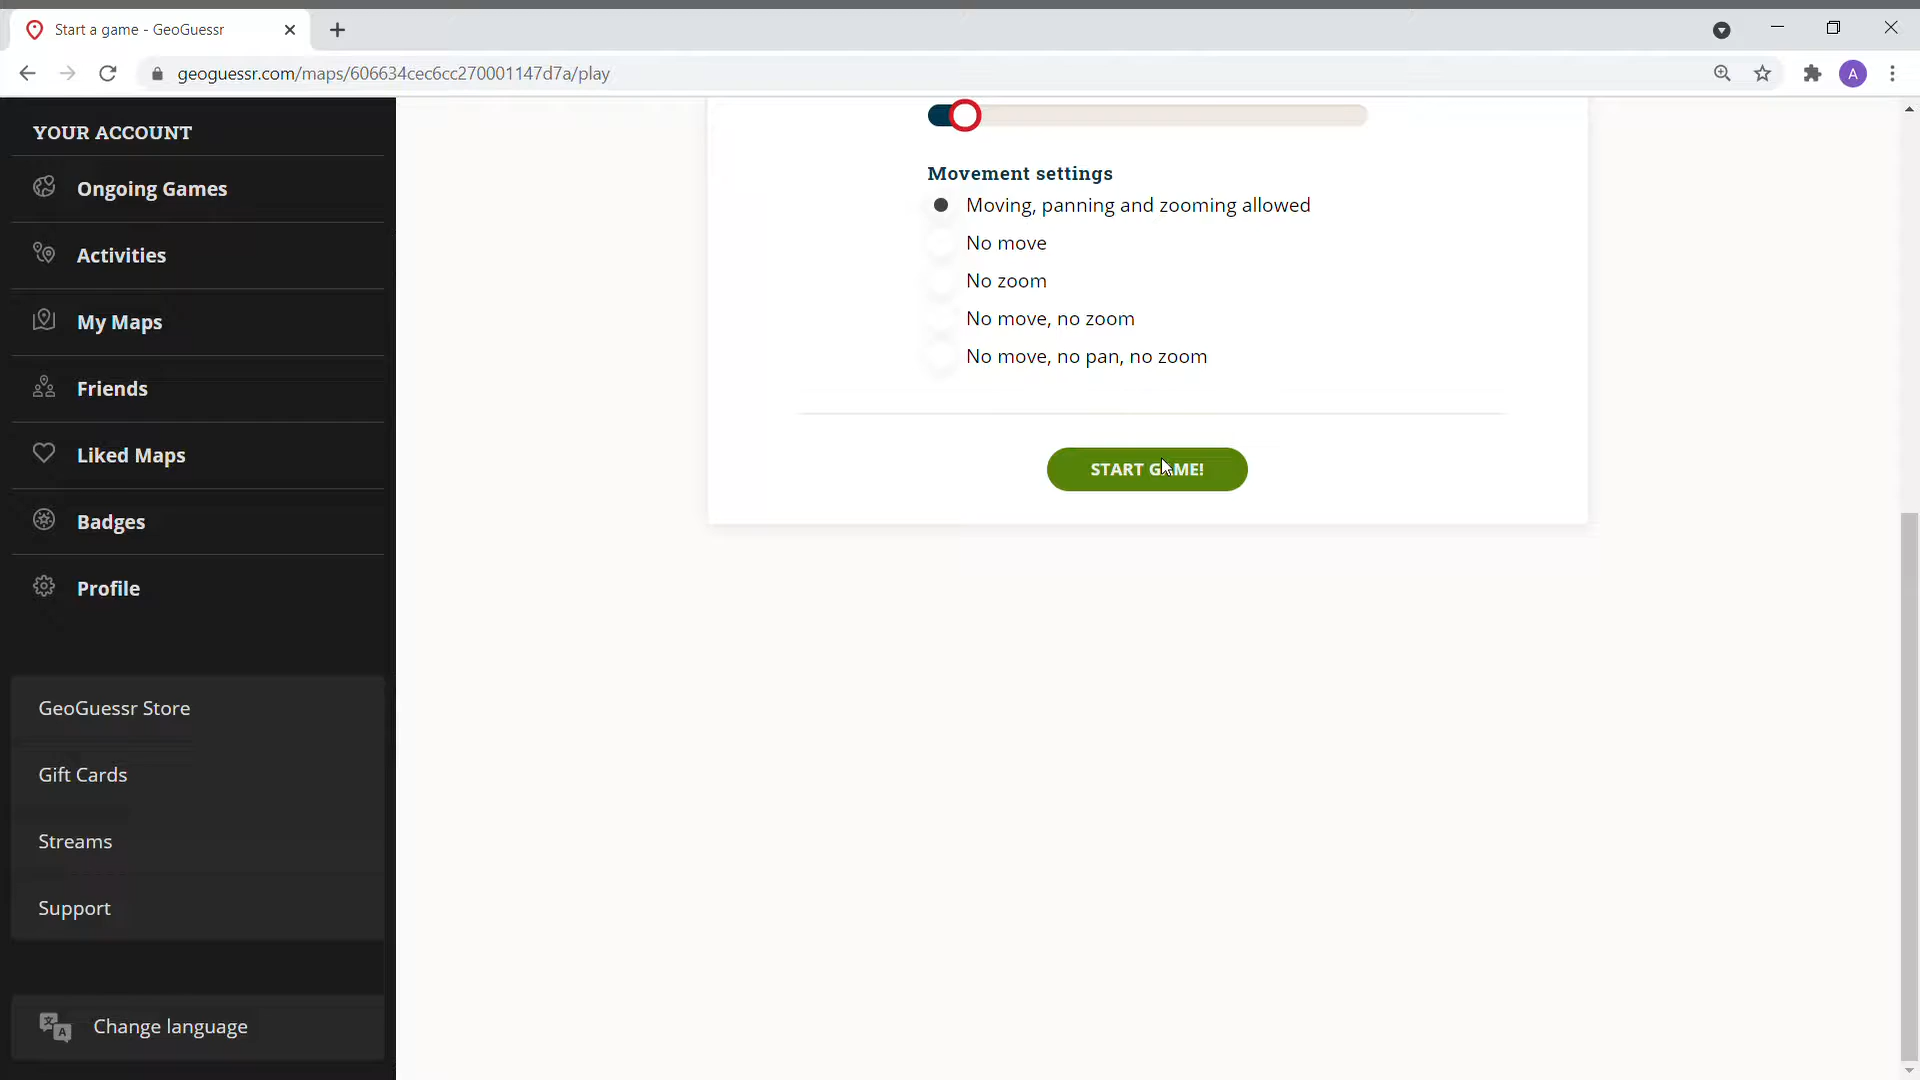 Start a game - GeoGuessr
geoguessr.com/maps/606634cec6cc270001147d7a/play
A
YOUR ACCOUNT
Ongoing Games
Activities
My Maps
Friends
Liked Maps
Badges
Profile
GeoGuessr Store
Gift Cards
Streams
Support
Change language
Movement settings
Moving, panning and zooming allowed
No move
No zoom
No move, no zoom
No move, no pan, no zoom
START GAME!